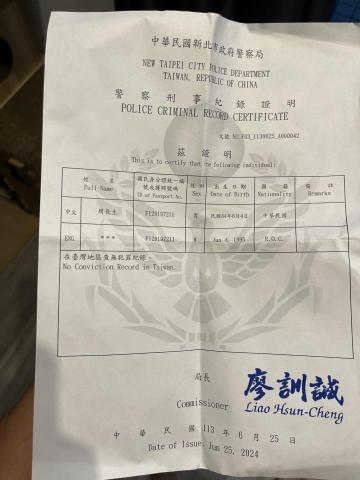 中華民國新北市政府警察局
NEW TAIPEI CITY POLICE DEPARTMENT
TAIWAN, REPUBLIC OF CHINA
警察刑事紀錄證明
POLICE CRIMINAL RECORD CERTIFICATE
茲證明
This is to certify that the following individual:
姓 名 國民身分證統一編 性別 出生日期 國籍 備註
Full Name 號或護照號碼 Sex Date of Birth Nationality Remarks
ID or Passport No.
中文 周長生 男 民國84年6月4日 中華民國
ENG *** M Jun 4, 1995 R.O.C.
在臺灣地區查無犯罪紀錄。
No Conviction Record in Taiwan.
局長
Commissioner
廖訓誠
Liao Hsun-Cheng
中華民國 113 年 6 月 25 日
Date of Issue: Jun 25, 2024